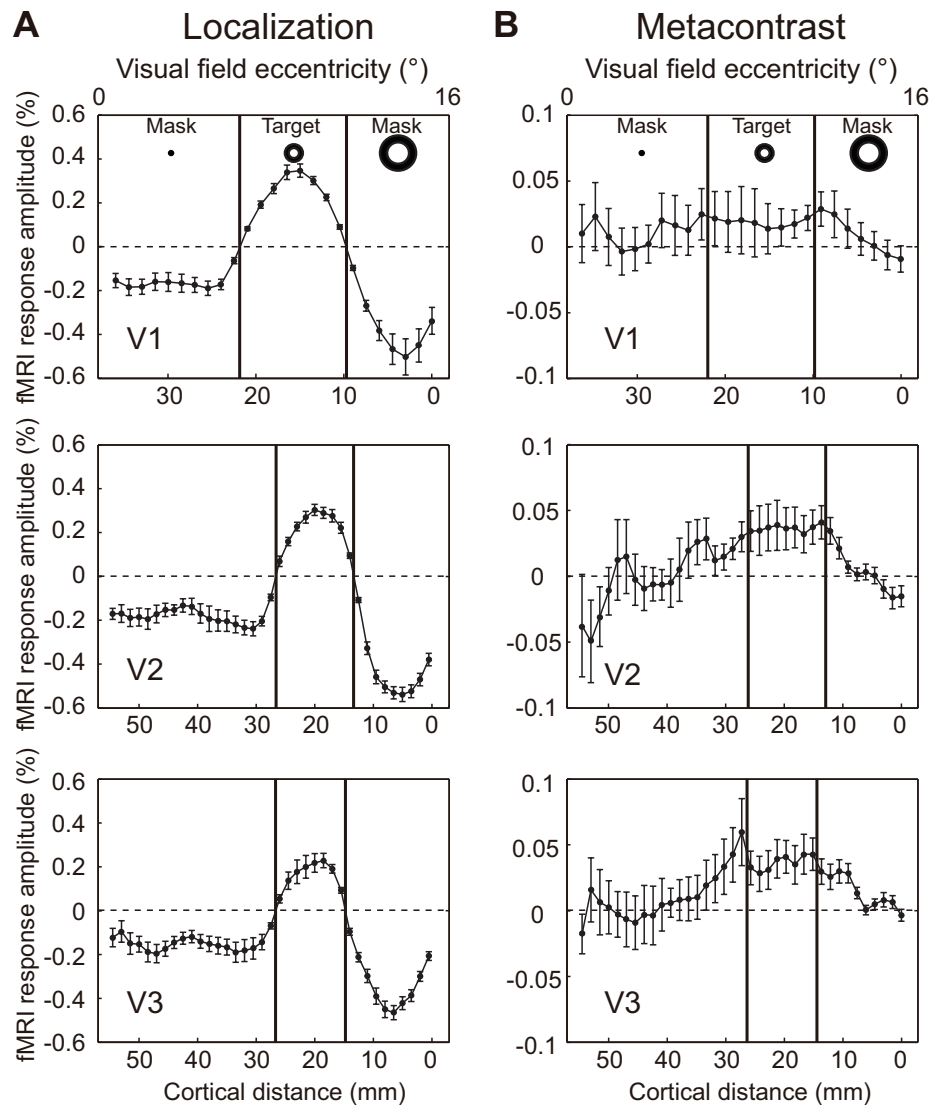 A Localization
Visual field eccentricity (°)
0 16
fMRI response amplitude (%)
0.6
0.4
0.2
0
-0.2
-0.4
-0.6
Mask Target Mask
V1
30 20 10 0
fMRI response amplitude (%)
0.6
0.4
0.2
0
-0.2
-0.4
-0.6
V2
50 40 30 20 10 0
fMRI response amplitude (%)
0.6
0.4
0.2
0
-0.2
-0.4
-0.6
V3
50 40 30 20 10 0
Cortical distance (mm)
B Metacontrast
Visual field eccentricity (°)
0 16
0.1
0.05
0
-0.05
-0.1
Mask Target Mask
V1
30 20 10 0
0.1
0.05
0
-0.05
-0.1
V2
50 40 30 20 10 0
0.1
0.05
0
-0.05
-0.1
V3
50 40 30 20 10 0
Cortical distance (mm)